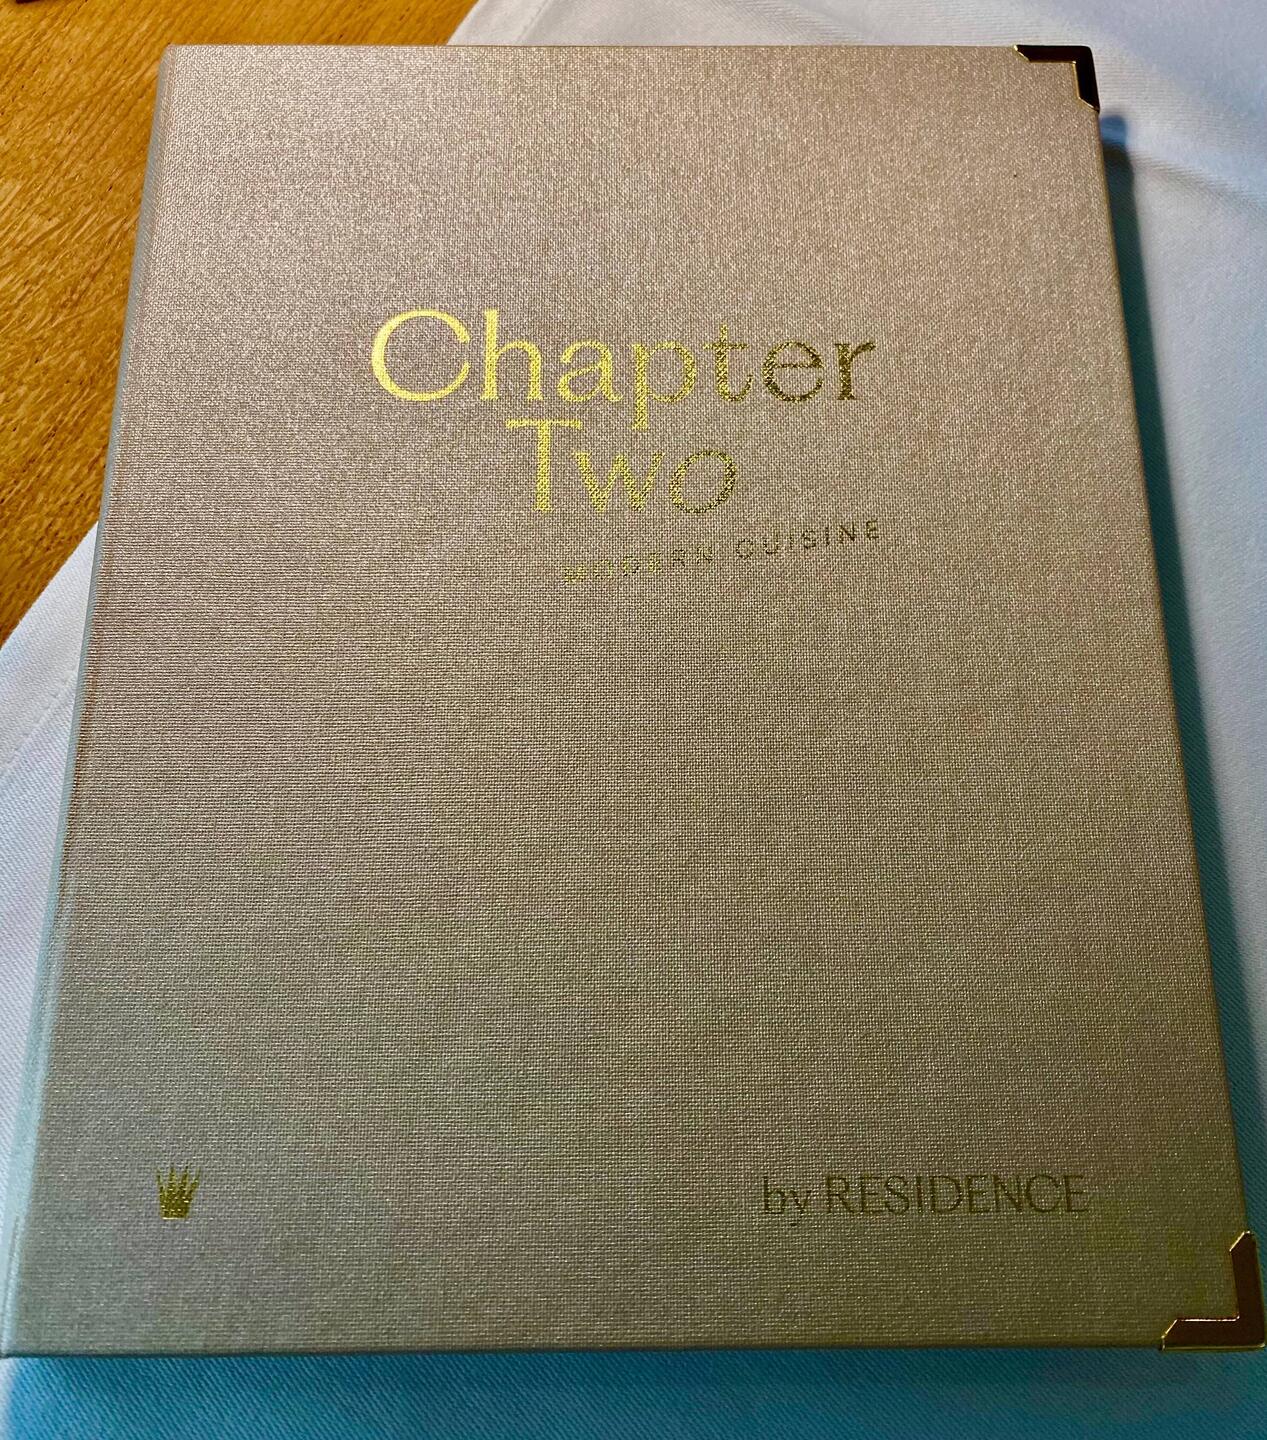 Chapter
Two
MODERN CUISINE
by RESIDENCE